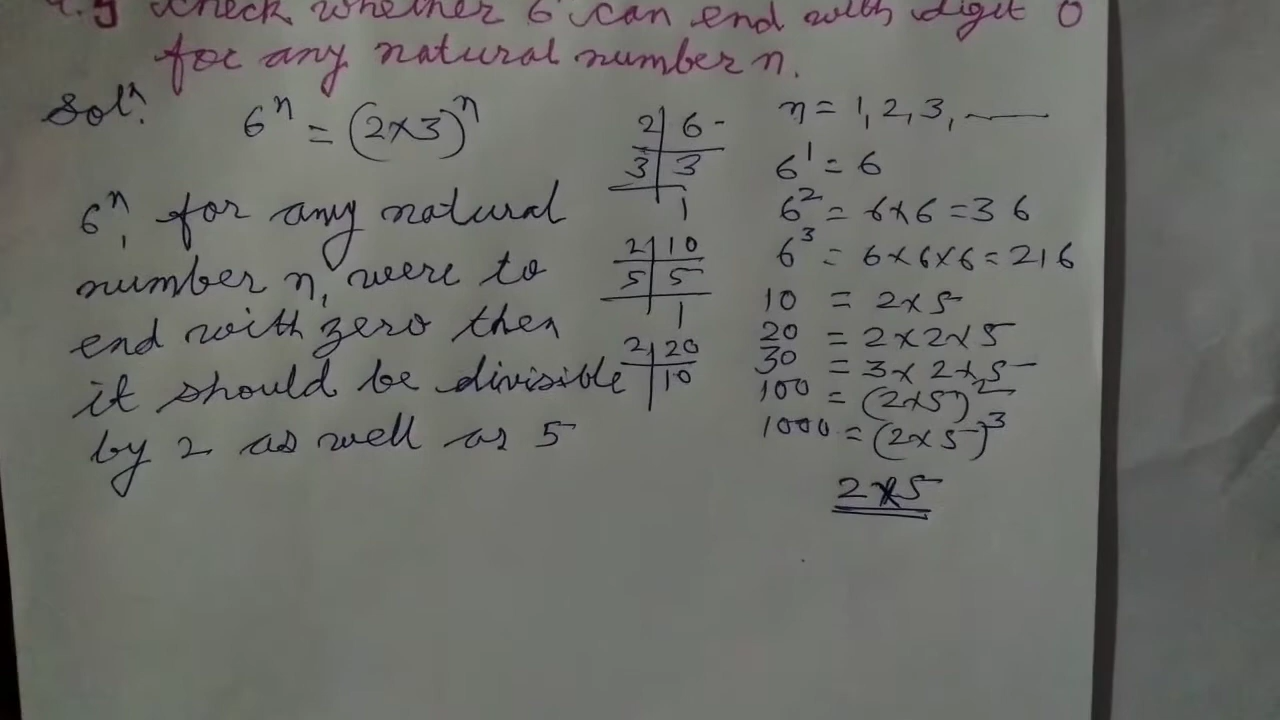 Q.5 Check whether 6ⁿ can end with digit 0
for any natural number n.
Solⁿ:
6ⁿ = (2×3)ⁿ
6ⁿ, for any natural
number n, were to
end with zero then
it should be divisible
by 2 as well as 5
2|6
3|3
1
2|10
5|5
1
2|20
|10
n = 1,2,3, ——
6¹ = 6
6² = 6×6 = 36
6³ = 6×6×6 = 216
10 = 2×5
20 = 2×2×5
30 = 3×2×5
100 = (2×5)²
1000 = (2×5)³
2×5